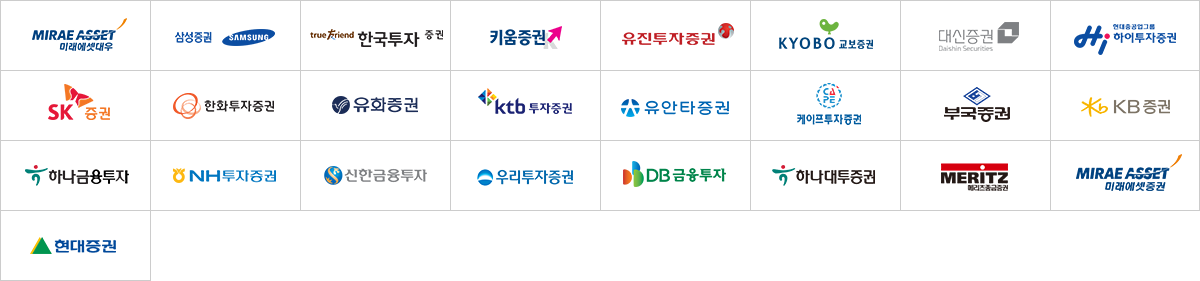 MIRAE ASSET
미래에셋대우
삼성증권 SAMSUNG
true friend 한국투자 증권
키움증권
유진투자증권
KYOBO 교보증권
대신증권
Daishin Securities
현대중공업그룹
Hi 하이투자증권
SK 증권
한화투자증권
유화증권
ktb 투자증권
유안타증권
CAPE
케이프투자증권
부국증권
Kb KB증권
하나금융투자
NH투자증권
신한금융투자
우리투자증권
DB금융투자
하나대투증권
MERITZ
메리츠종금증권
MIRAE ASSET
미래에셋증권
현대증권